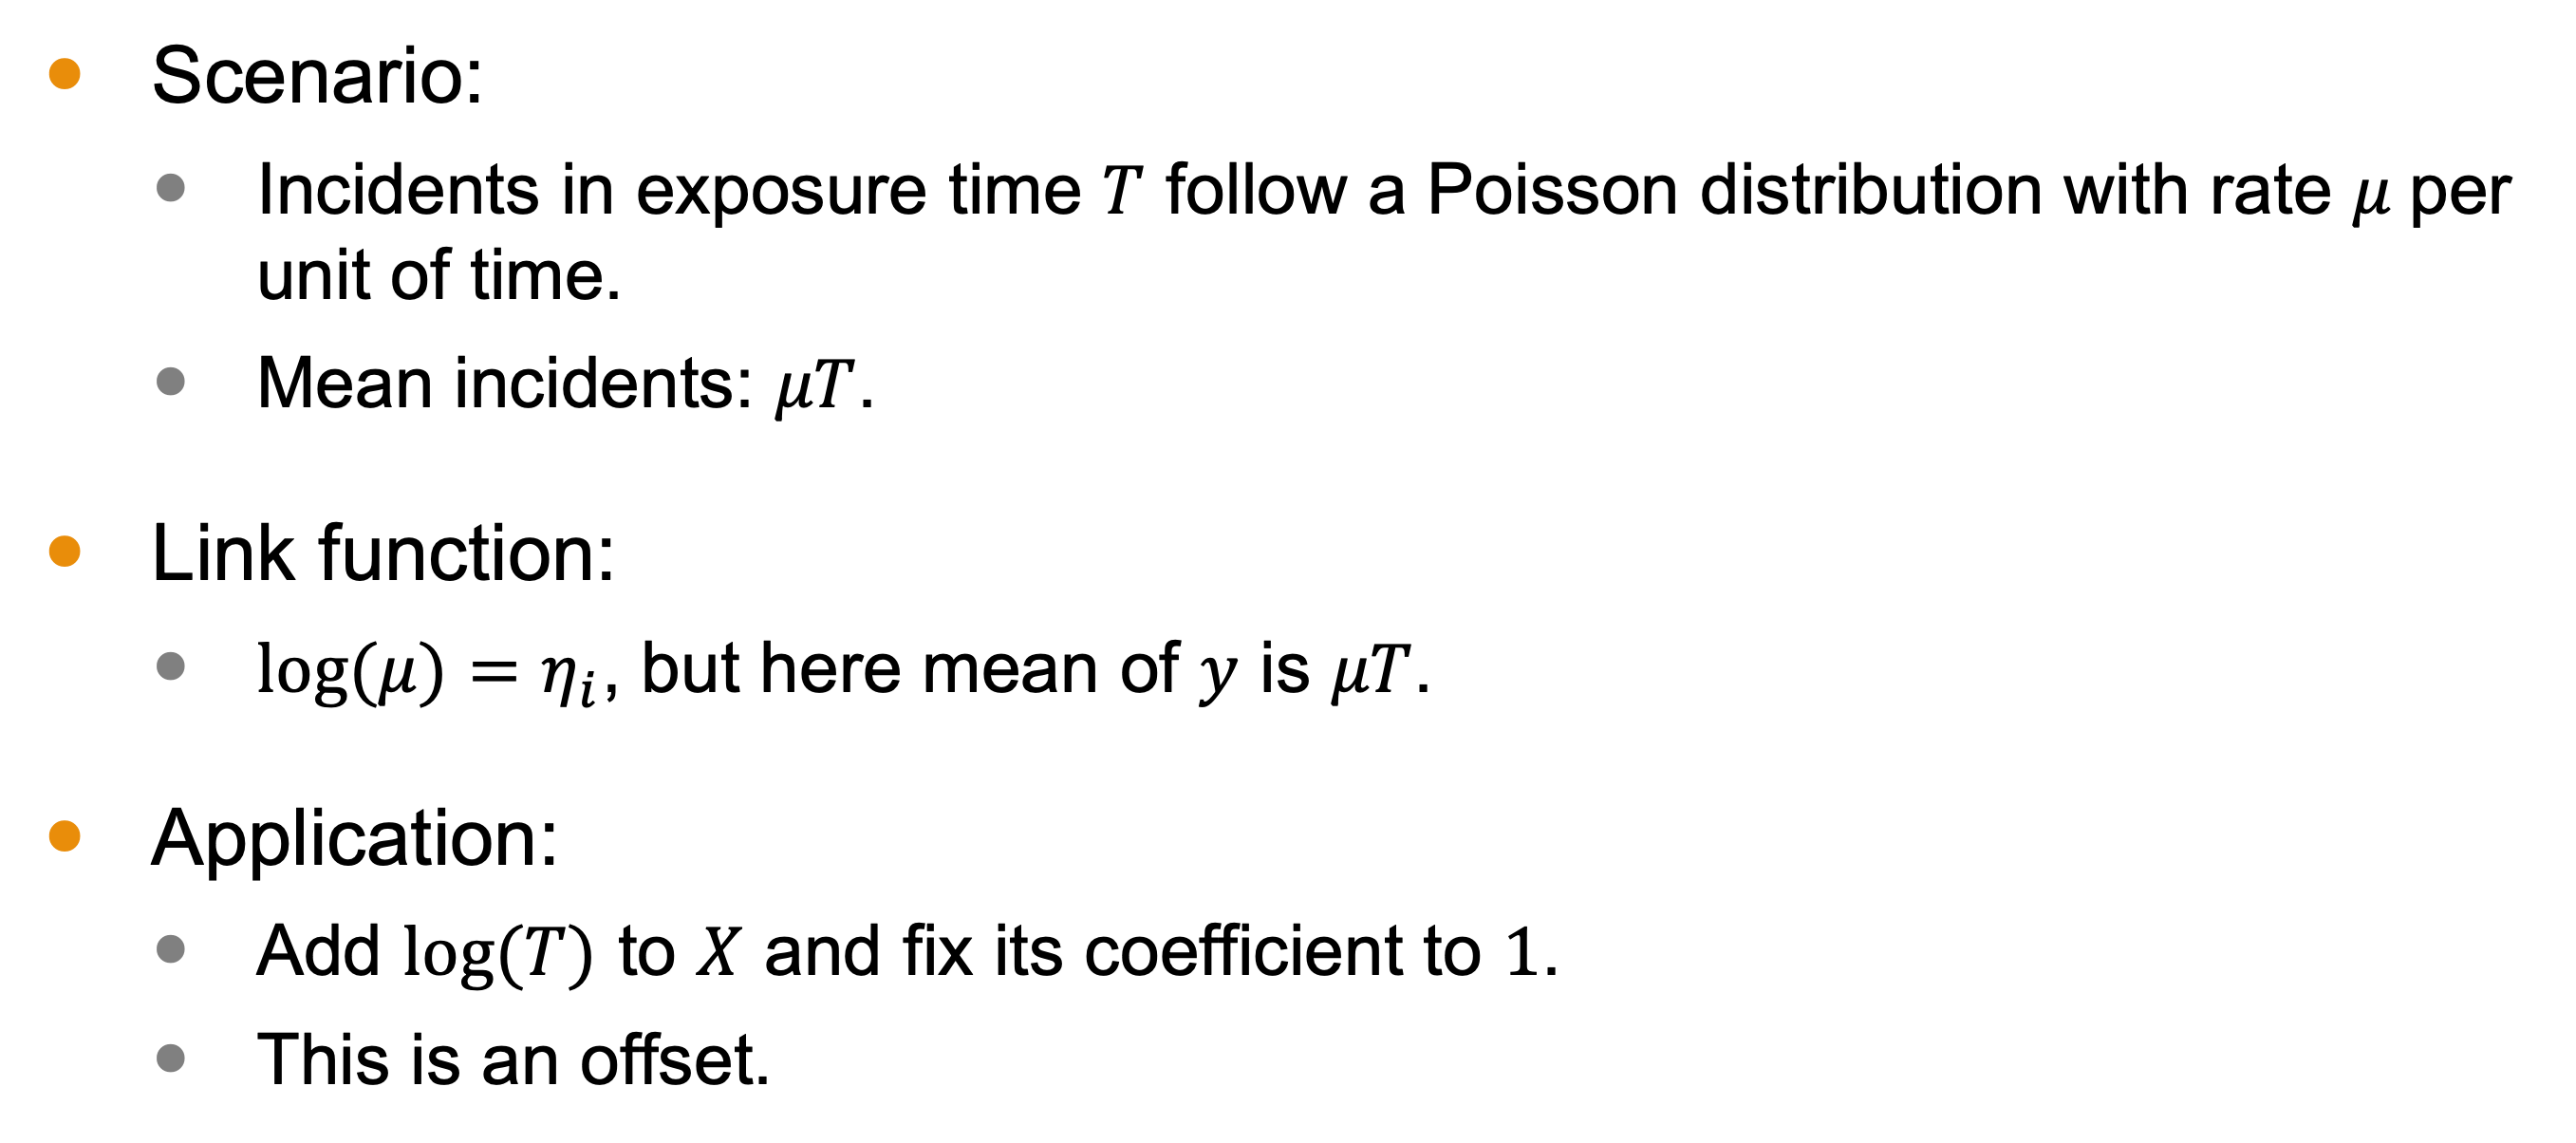 Scenario:
Incidents in exposure time 𝑇 follow a Poisson distribution with rate 𝜇 per
unit of time.
Mean incidents: 𝜇𝑇.
Link function:
log(𝜇) = 𝜂ᵢ, but here mean of 𝑦 is 𝜇𝑇.
Application:
Add log(𝑇) to 𝑋 and fix its coefficient to 1.
This is an offset.